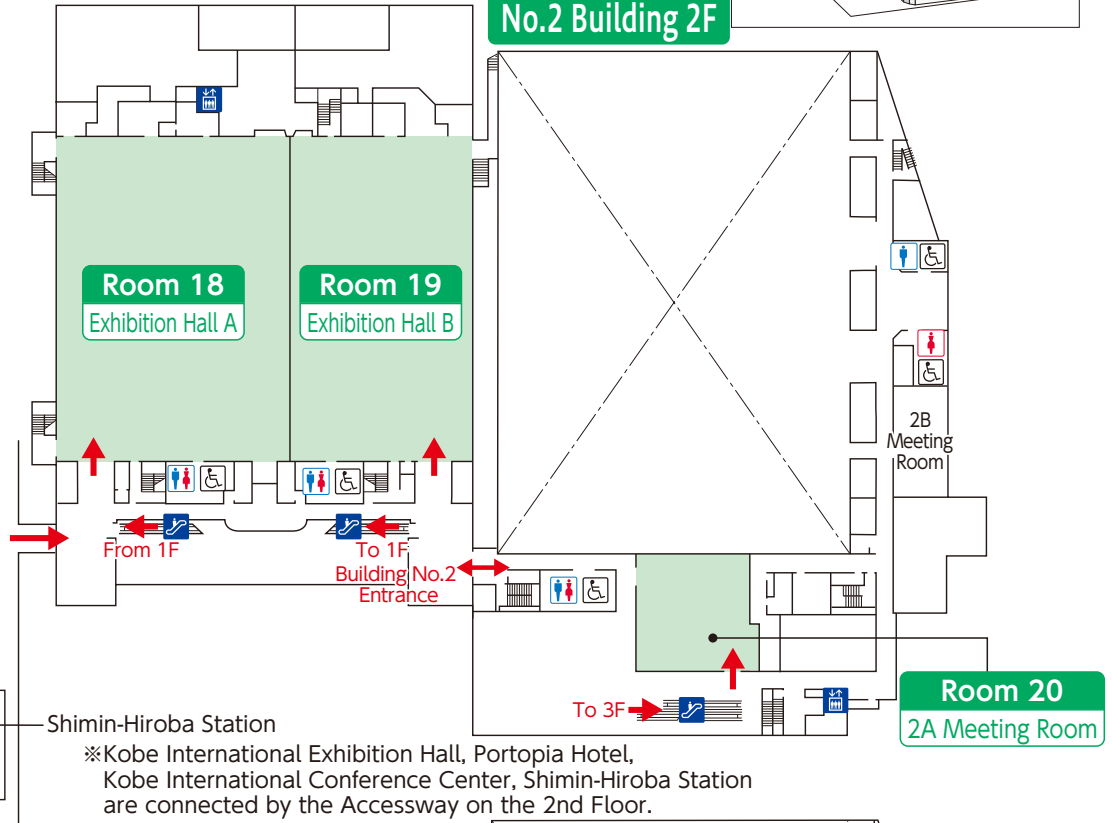 No.2 Building 2F
Room 18
Exhibition Hall A
Room 19
Exhibition Hall B
2B
Meeting
Room
From 1F
To 1F
Building No.2
Entrance
To 3F
Room 20
2A Meeting Room
Shimin-Hiroba Station
※Kobe International Exhibition Hall, Portopia Hotel,
Kobe International Conference Center, Shimin-Hiroba Station
are connected by the Accessway on the 2nd Floor.